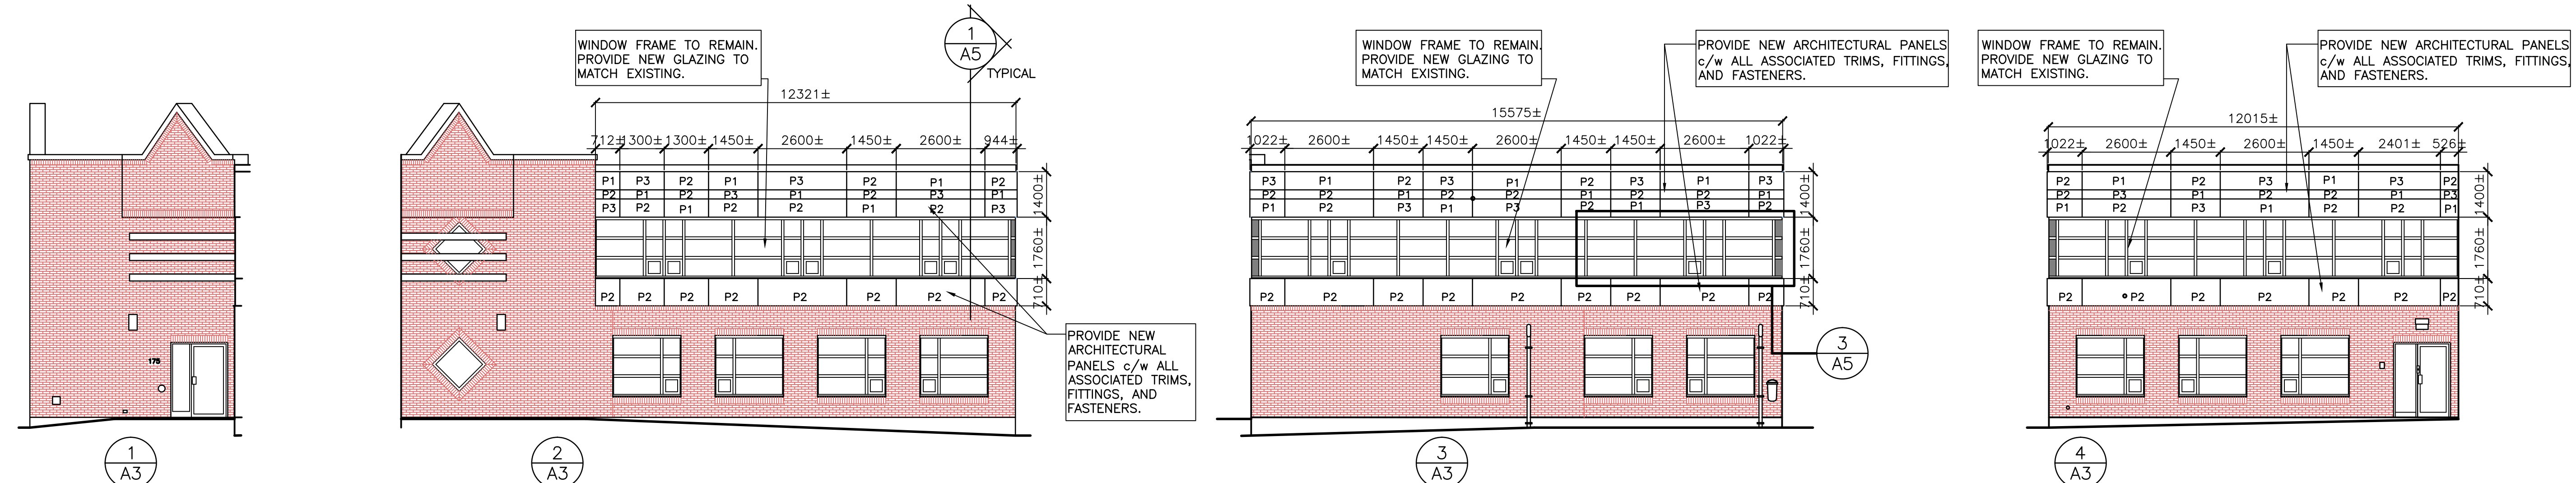 WINDOW FRAME TO REMAIN.
PROVIDE NEW GLAZING TO
MATCH EXISTING.
1
A5
TYPICAL
12321±
712± 1300± 1300± 1450± 2600± 1450± 2600± 944±
P1 P3 P2 P1 P3 P2 P1 P2
P2 P1 P2 P3 P1 P2 P3 P1
P3 P2 P1 P2 P2 P1 P2 P3
1400±
1760±
710±
P2 P2 P2 P2 P2 P2 P2 P2
PROVIDE NEW
ARCHITECTURAL
PANELS c/w ALL
ASSOCIATED TRIMS,
FITTINGS, AND
FASTENERS.
175
1
A3
2
A3
WINDOW FRAME TO REMAIN.
PROVIDE NEW GLAZING TO
MATCH EXISTING.
PROVIDE NEW ARCHITECTURAL PANELS
c/w ALL ASSOCIATED TRIMS, FITTINGS,
AND FASTENERS.
15575±
1022± 2600± 1450± 1450± 2600± 1450± 1450± 2600± 1022±
P3 P1 P2 P3 P1 P2 P3 P1 P3
P2 P2 P1 P2 P2 P1 P2 P2 P1
P1 P2 P3 P1 P3 P2 P1 P3 P2
1400±
1760±
710±
P2 P2 P2 P2 P2 P2 P2 P2 P2
3
A5
3
A3
WINDOW FRAME TO REMAIN.
PROVIDE NEW GLAZING TO
MATCH EXISTING.
PROVIDE NEW ARCHITECTURAL PANELS
c/w ALL ASSOCIATED TRIMS, FITTINGS,
AND FASTENERS.
12015±
1022± 2600± 1450± 2600± 1450± 2401± 526±
P2 P1 P2 P3 P1 P3 P2
P2 P3 P1 P2 P2 P1 P3
P1 P2 P3 P1 P2 P2 P1
1400±
1760±
710±
P2 P2 P2 P2 P2 P2 P2
4
A3